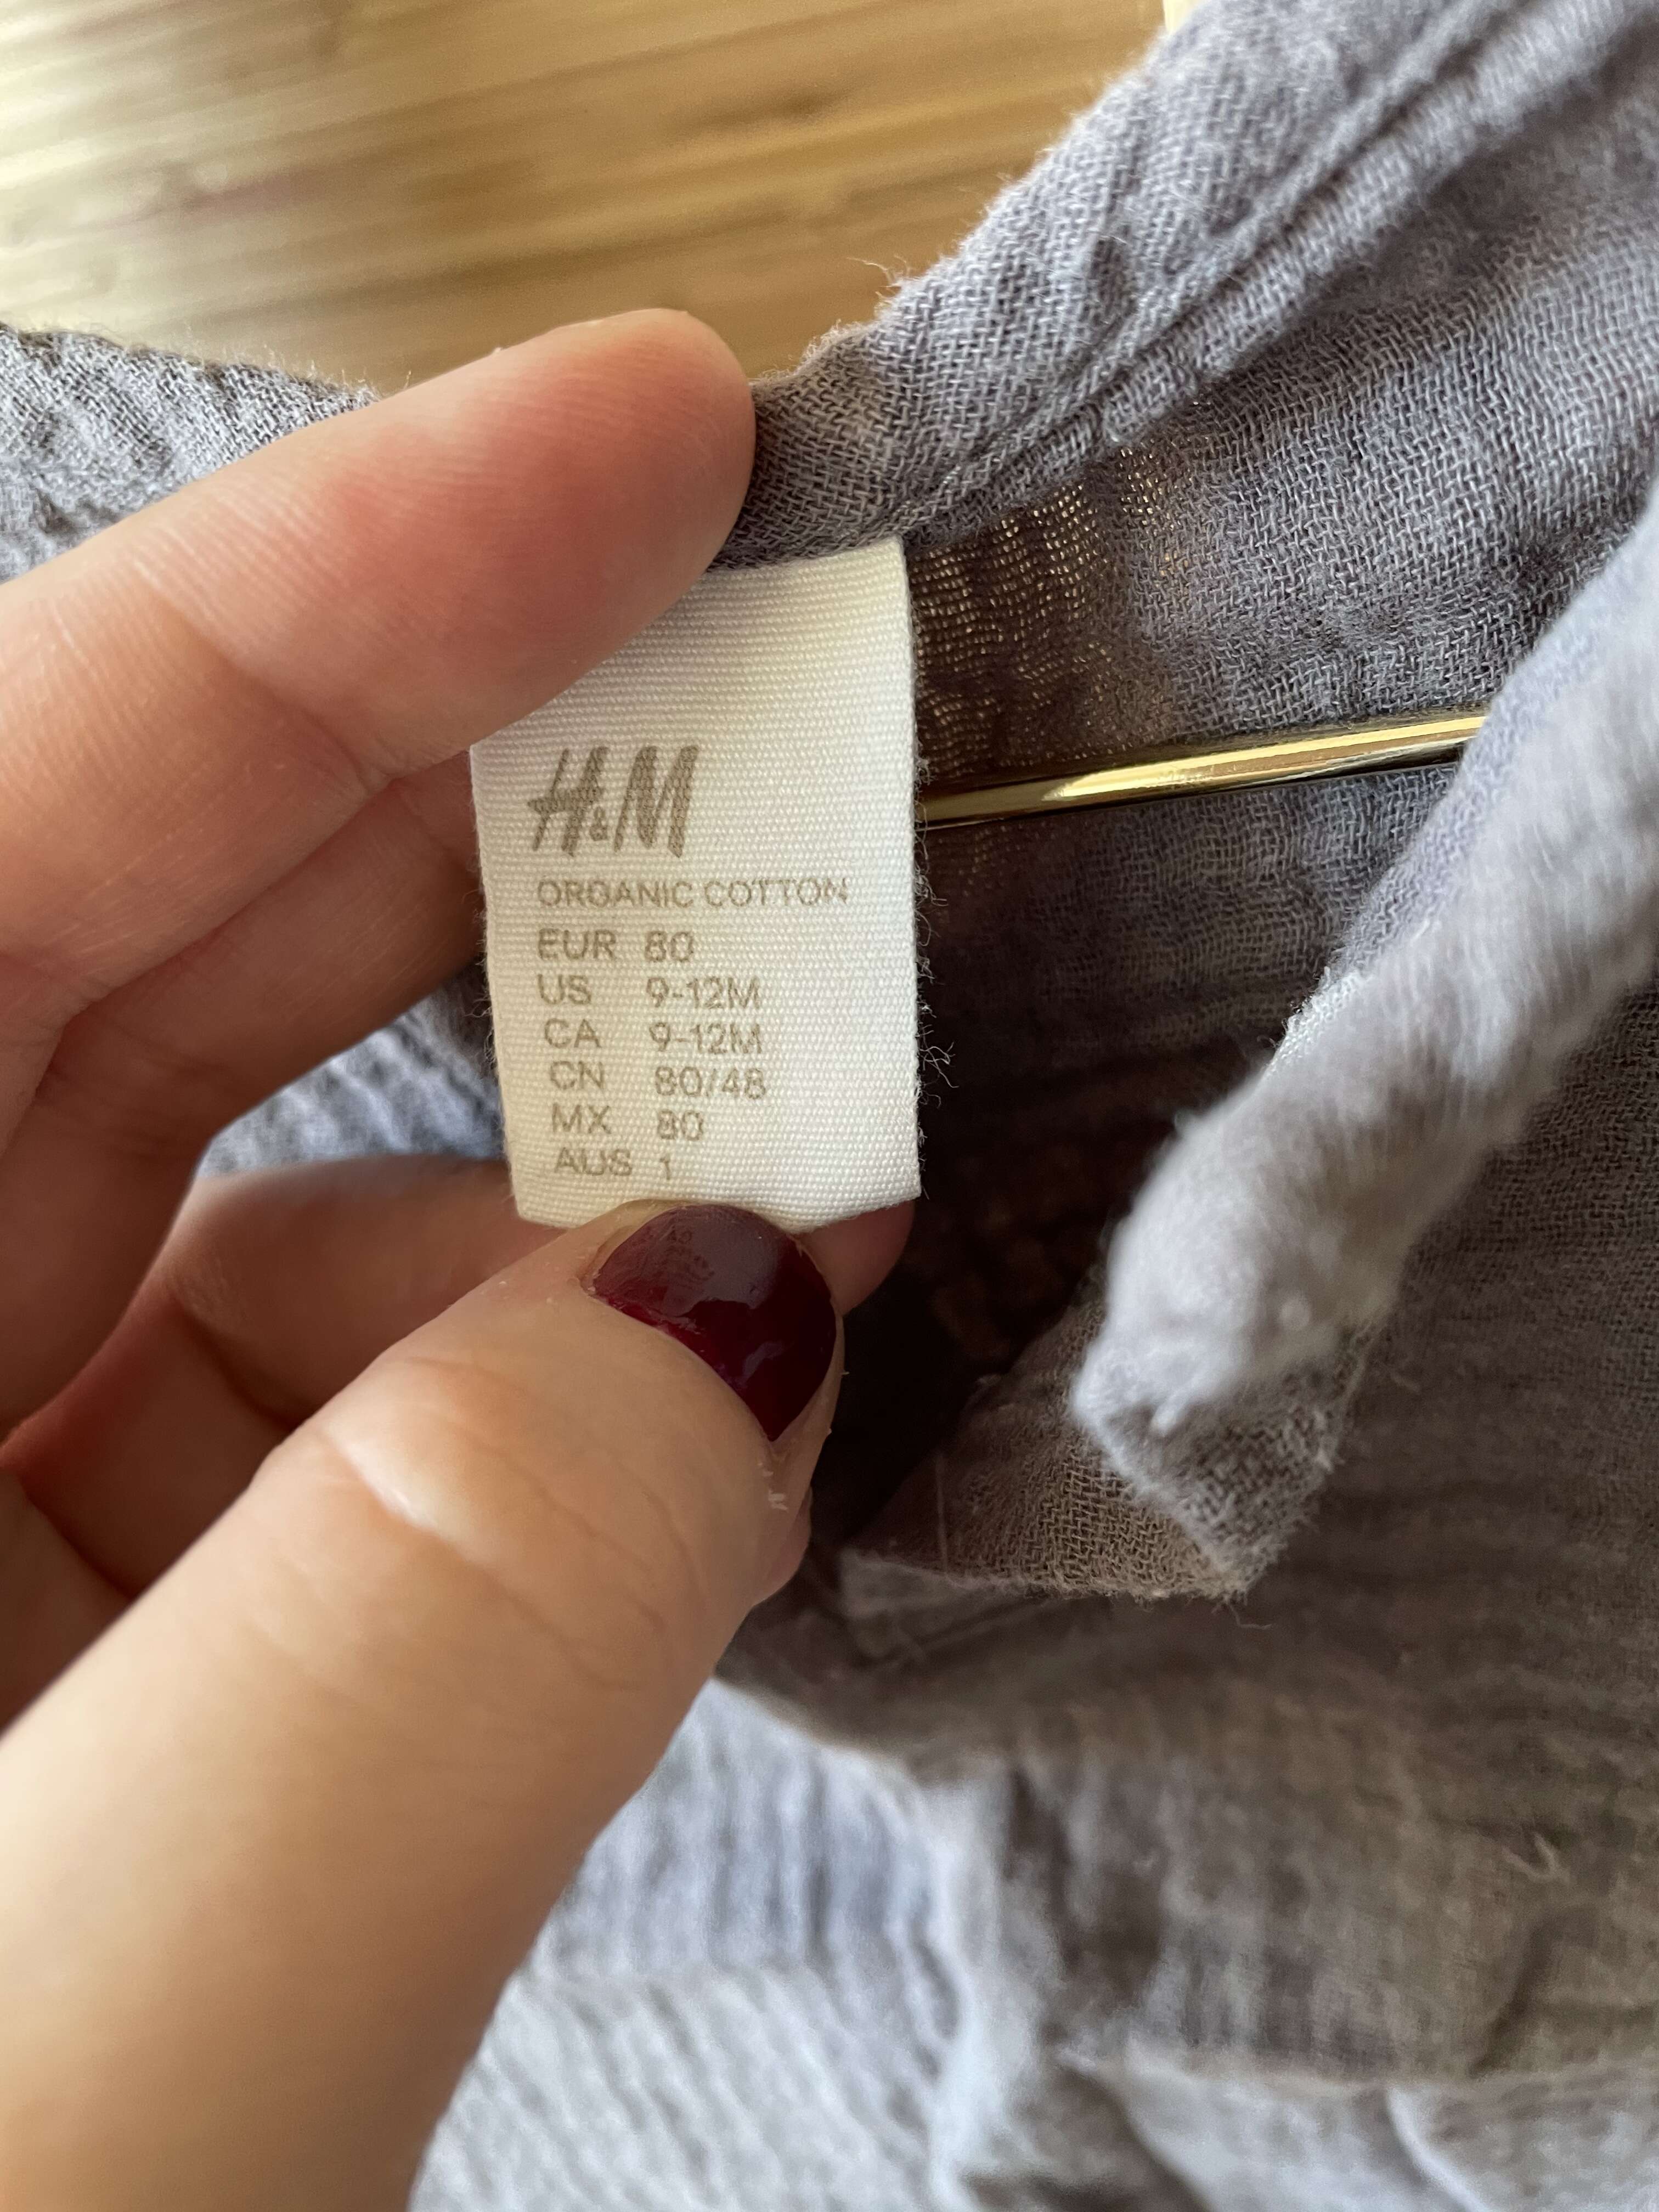 H&M
ORGANIC COTTON
EUR 80
US 9-12M
CA 9-12M
CN 80/48
MX 80
AUS 1